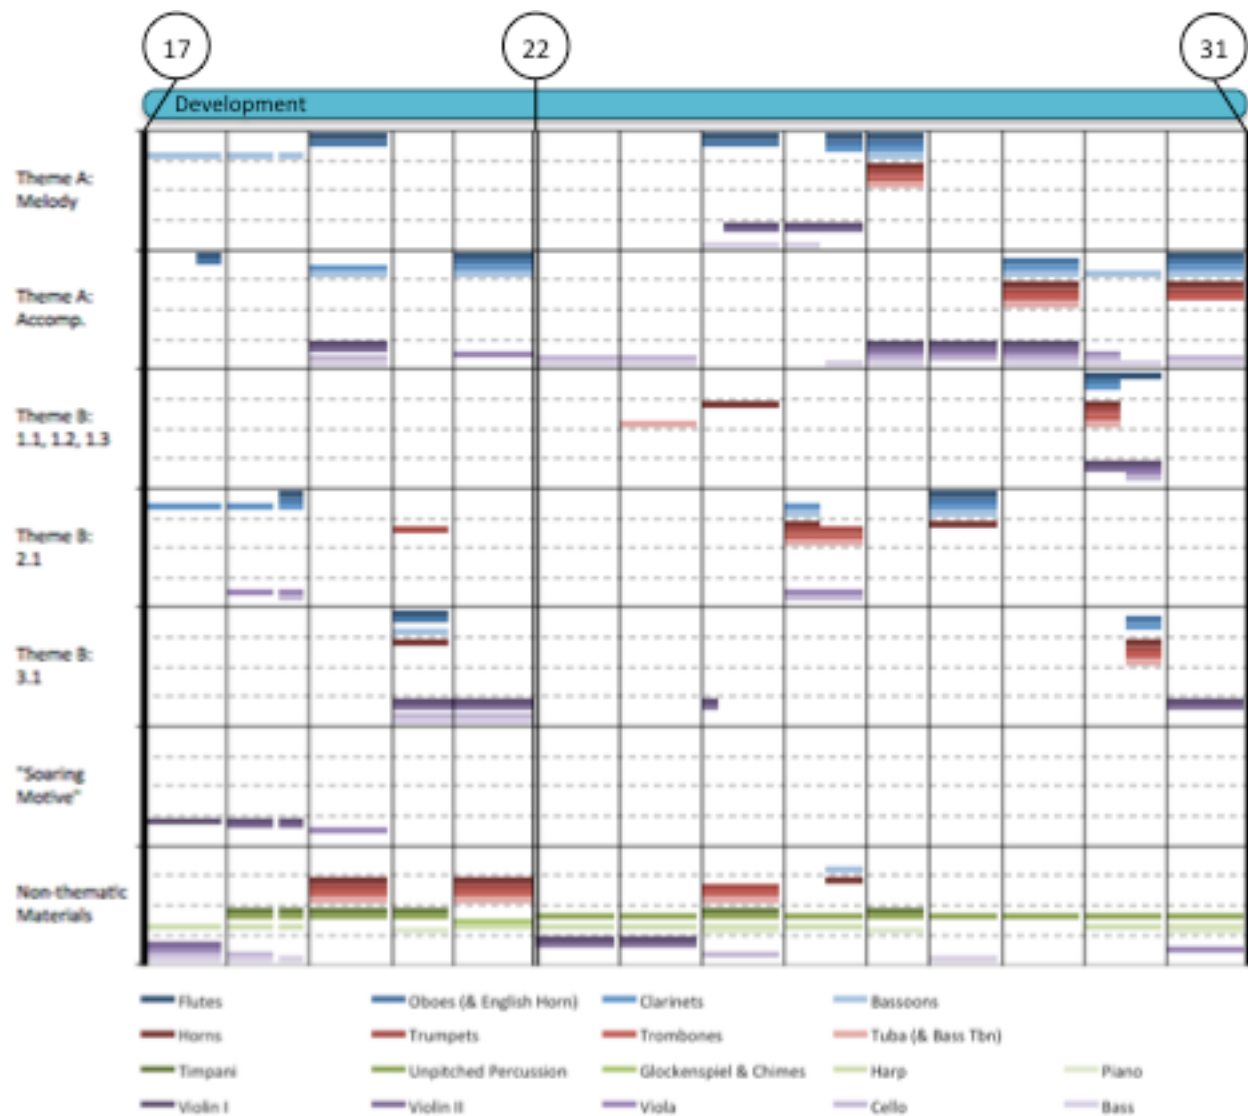 17 22 31
Development
Theme A:
Melody
Theme A:
Accomp.
Theme B:
1.1, 1.2, 1.3
Theme B:
2.1
Theme B:
3.1
"Soaring
Motive"
Non-thematic
Materials
Flutes Oboes (& English Horn) Clarinets Bassoons
Horns Trumpets Trombones Tuba (& Bass Tbn)
Timpani Unpitched Percussion Glockenspiel & Chimes Harp Piano
Violin I Violin II Viola Cello Bass